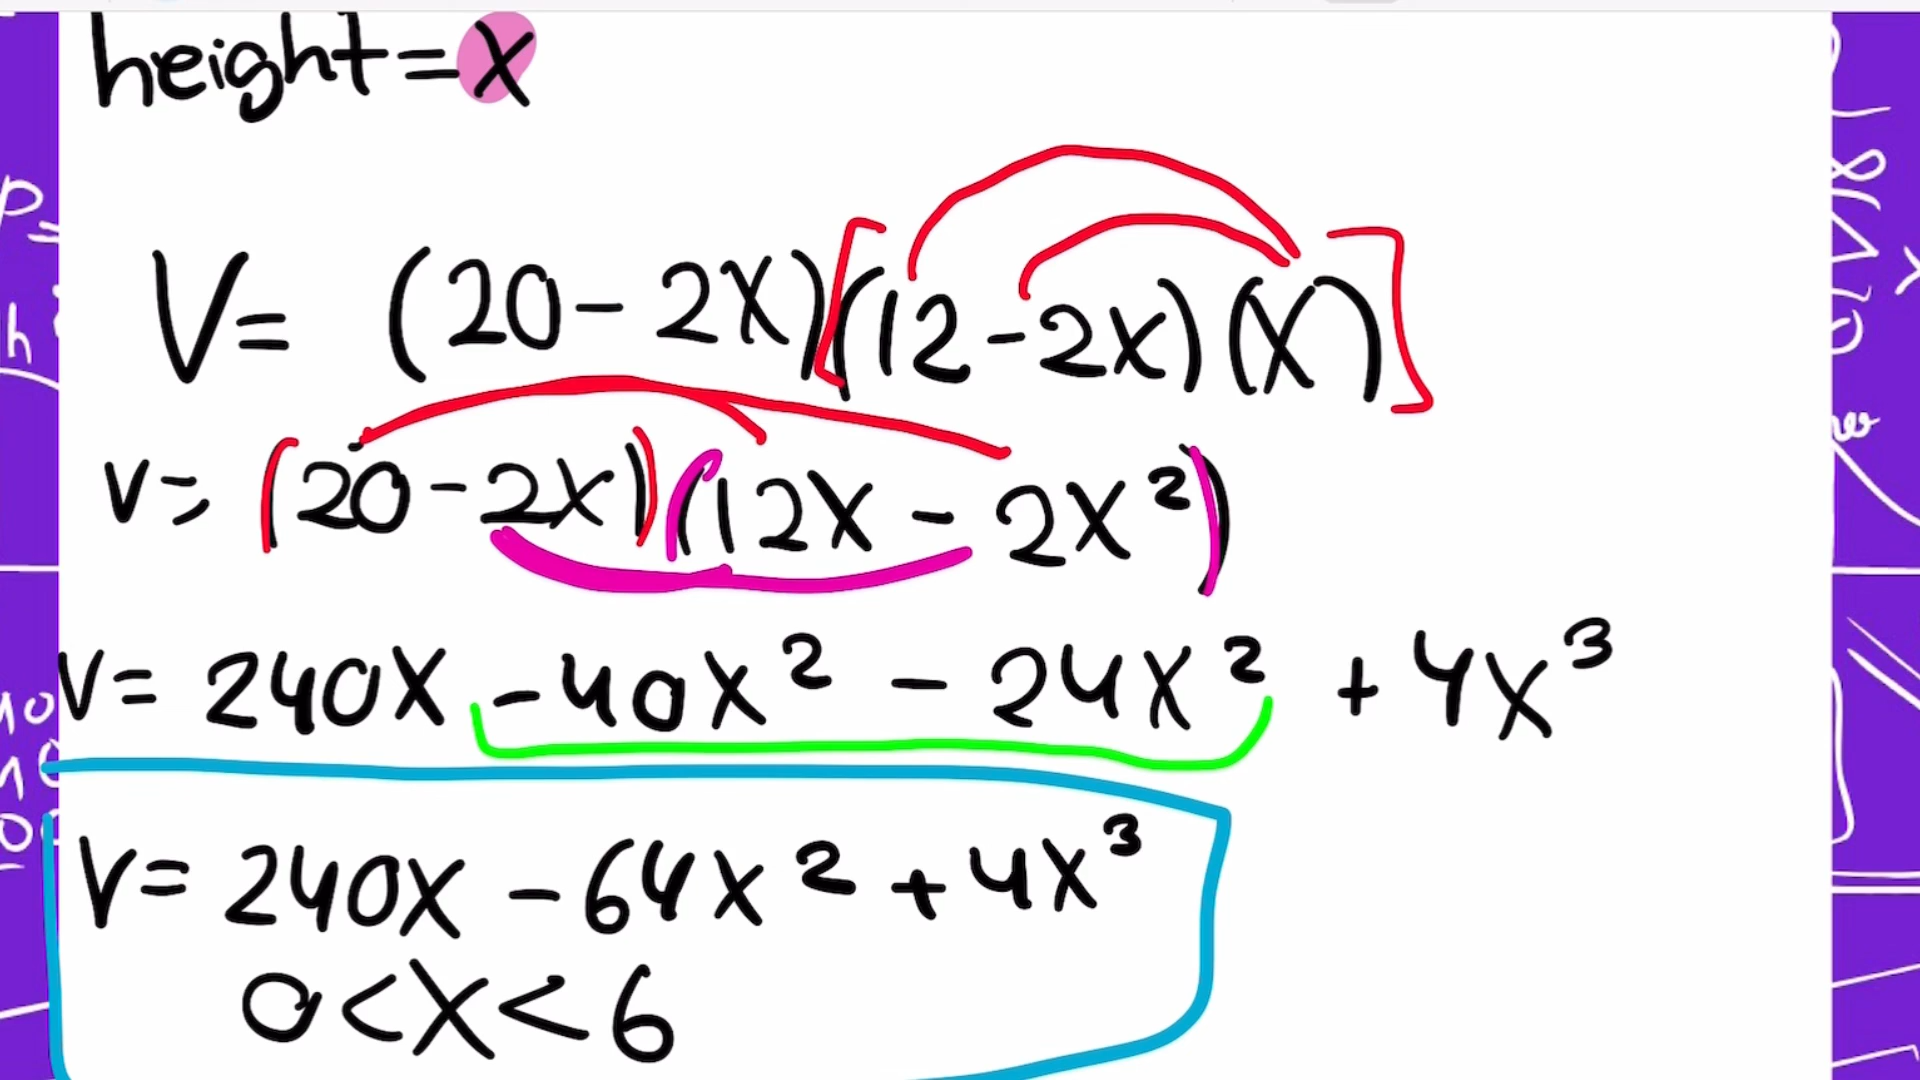 height=x
V= (20-2x)[(12-2x)(x)]
V= (20-2x)(12x-2x²)
V= 240x -40x² - 24x² + 4x³
V= 240x - 64x² + 4x³
0<x<6